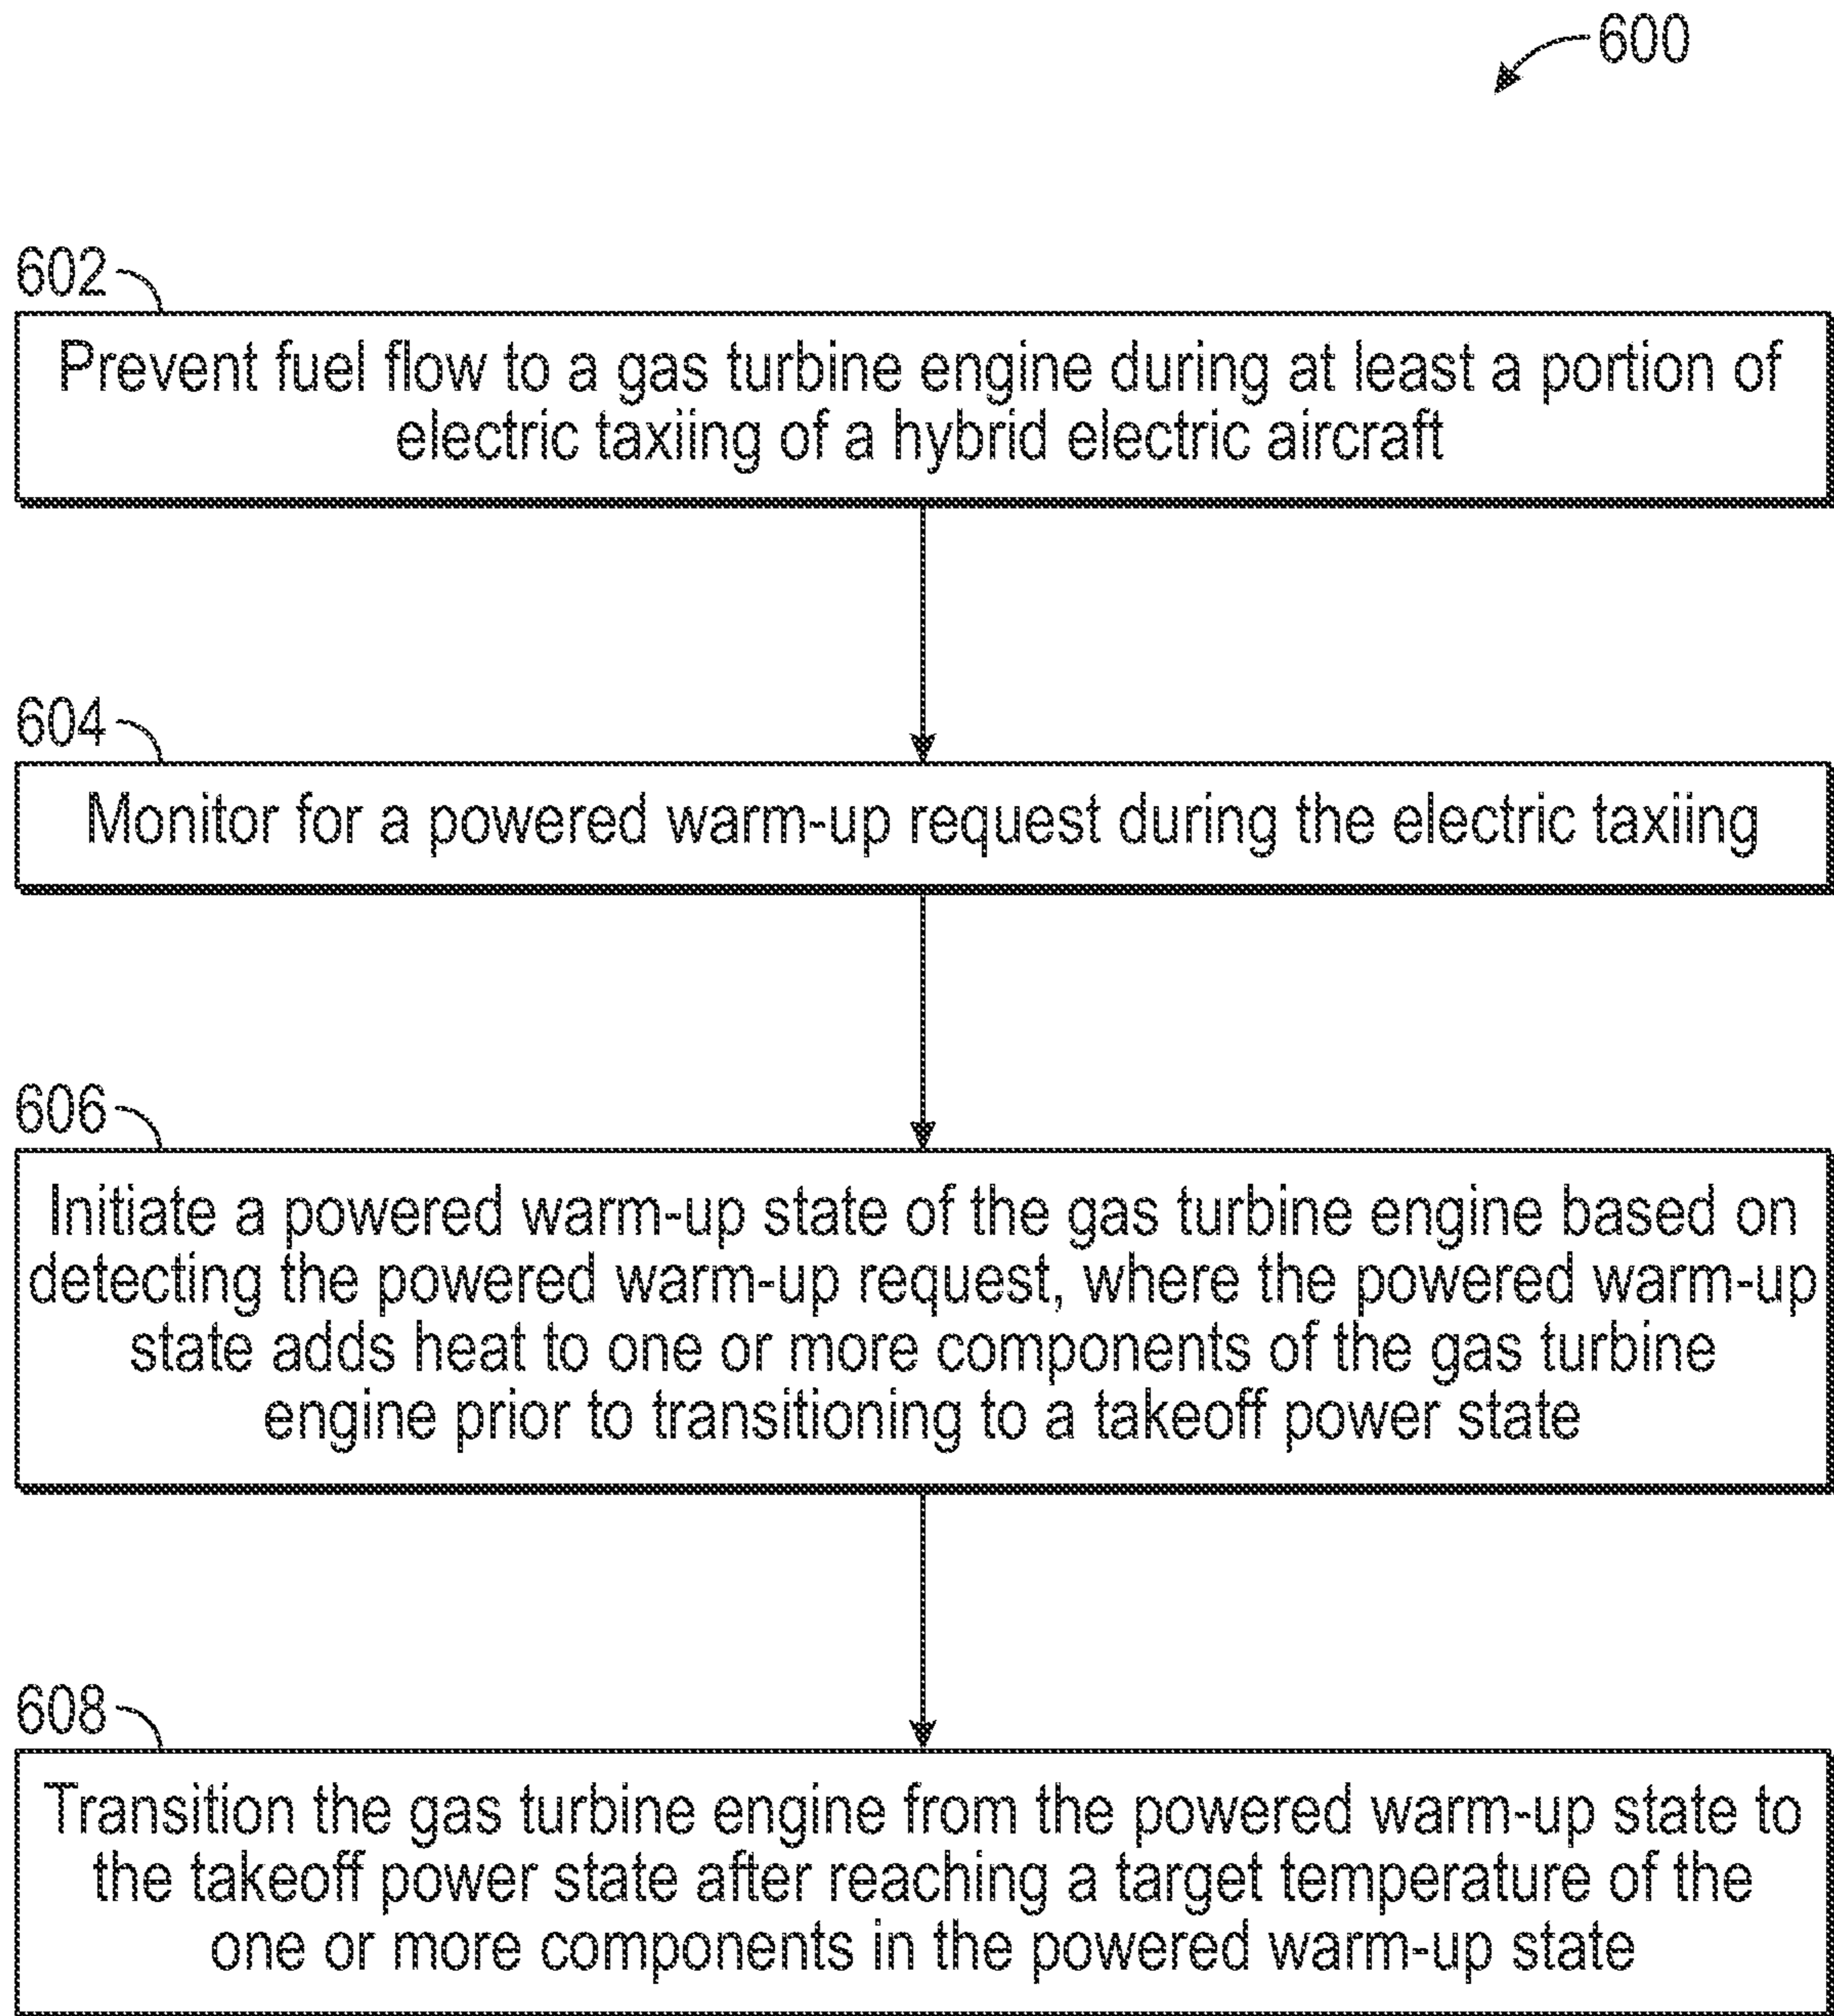 600
602
Prevent fuel flow to a gas turbine engine during at least a portion of
electric taxiing of a hybrid electric aircraft
604
Monitor for a powered warm-up request during the electric taxiing
606
Initiate a powered warm-up state of the gas turbine engine based on
detecting the powered warm-up request, where the powered warm-up
state adds heat to one or more components of the gas turbine
engine prior to transitioning to a takeoff power state
608
Transition the gas turbine engine from the powered warm-up state to
the takeoff power state after reaching a target temperature of the
one or more components in the powered warm-up state